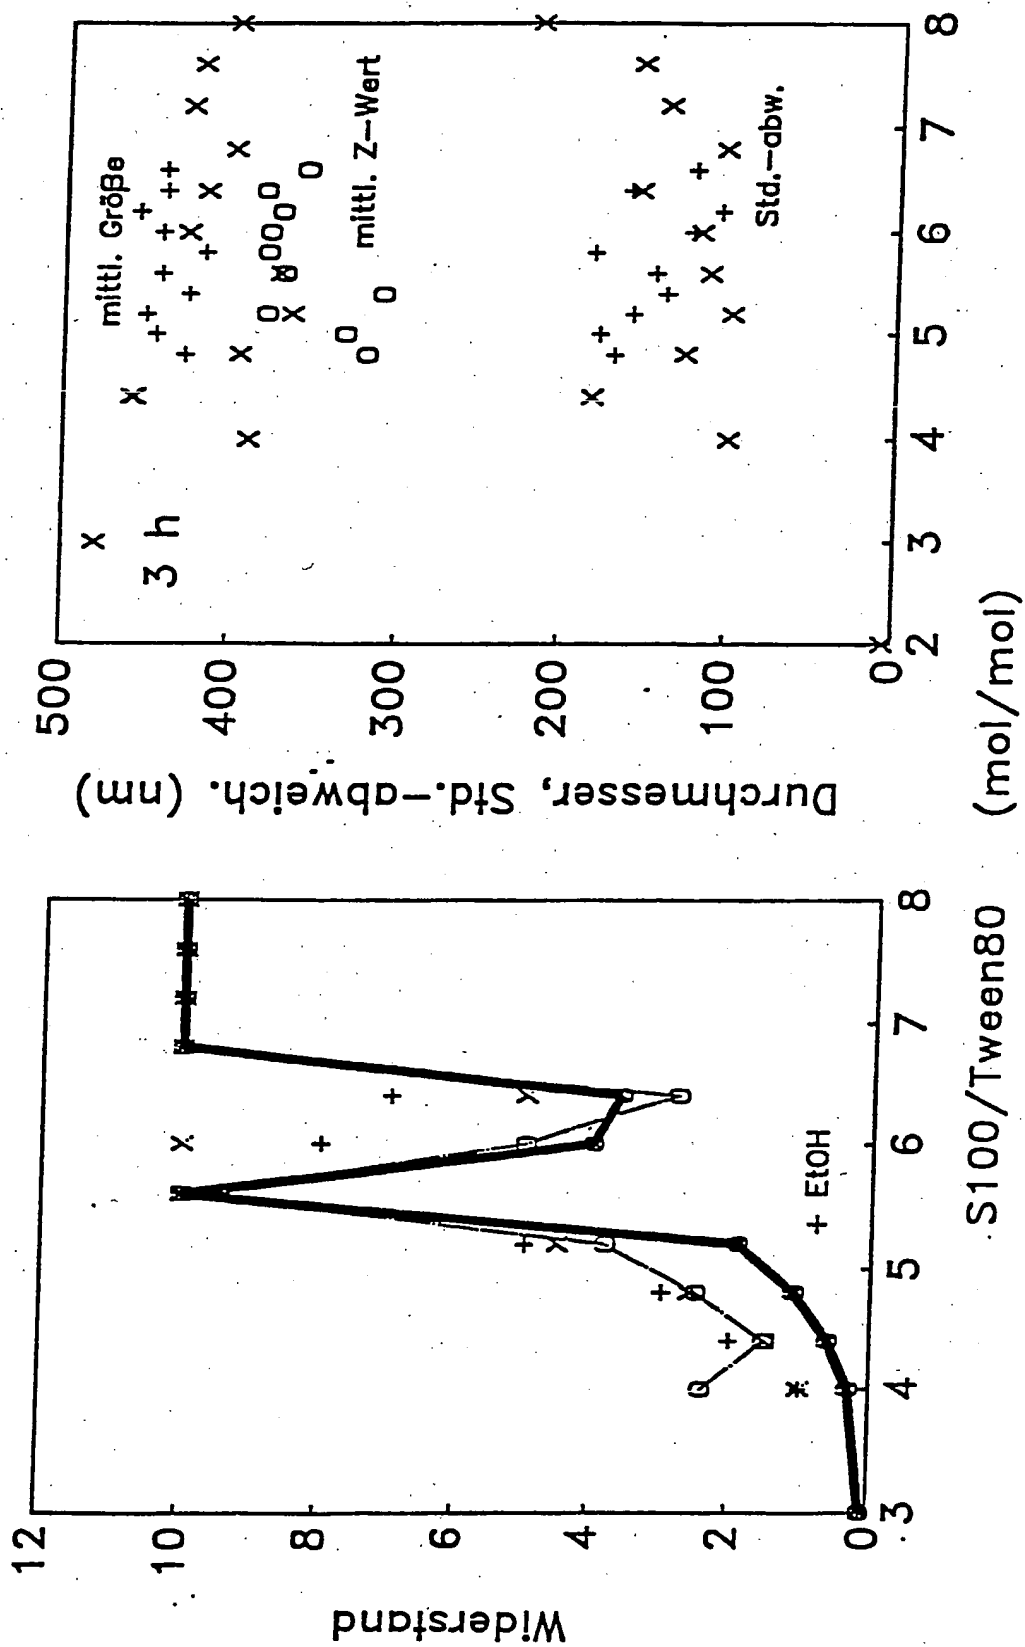 Widerstand
12
10
8
6
4
2
0
3
4
5
6
7
8
+ EtOH
S100/Tween80
(mol/mol)
Durchmesser, Std.-abweich. (nm)
500
400
300
200
100
0
2
3
4
5
6
7
8
3 h
mittl. Größe
mittl. Z-Wert
Std.-abw.